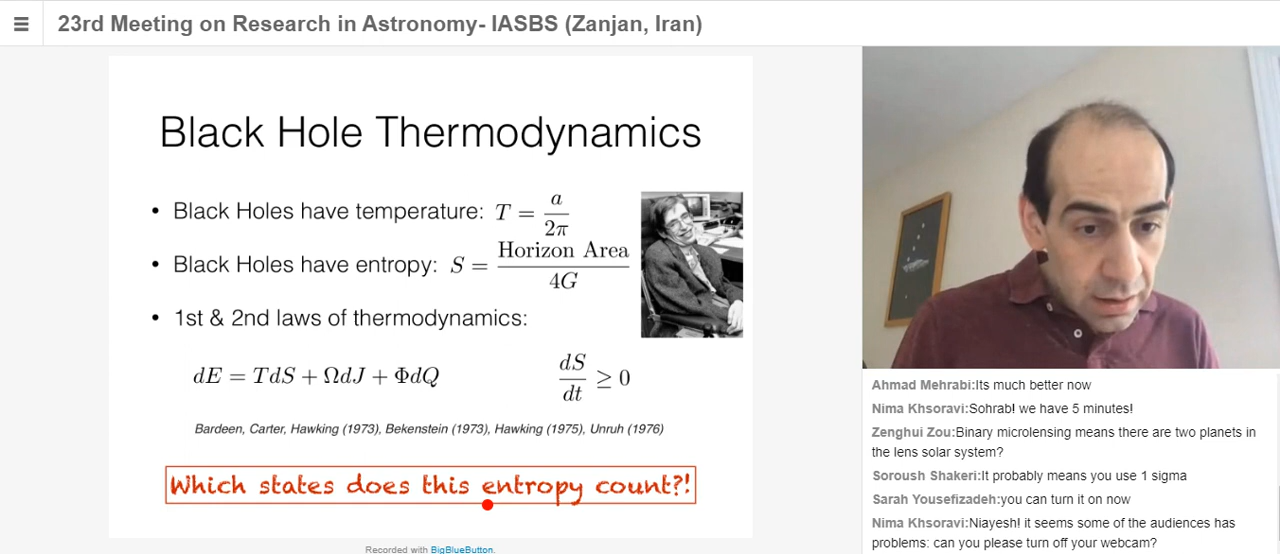 23rd Meeting on Research in Astronomy- IASBS (Zanjan, Iran)
Black Hole Thermodynamics
• Black Holes have temperature: T = a / 2π
• Black Holes have entropy: S = Horizon Area / 4G
• 1st & 2nd laws of thermodynamics:
dE = TdS + ΩdJ + ΦdQ
dS / dt ≥ 0
Bardeen, Carter, Hawking (1973), Bekenstein (1973), Hawking (1975), Unruh (1976)
Which states does this entropy count?!
Recorded with BigBlueButton.
Ahmad Mehrabi:Its much better now
Nima Khsoravi:Sohrab! we have 5 minutes!
Zenghui Zou:Binary microlensing means there are two planets in
the lens solar system?
Soroush Shakeri:It probably means you use 1 sigma
Sarah Yousefizadeh:you can turn it on now
Nima Khsoravi:Niayesh! it seems some of the audiences has
problems: can you please turn off your webcam?